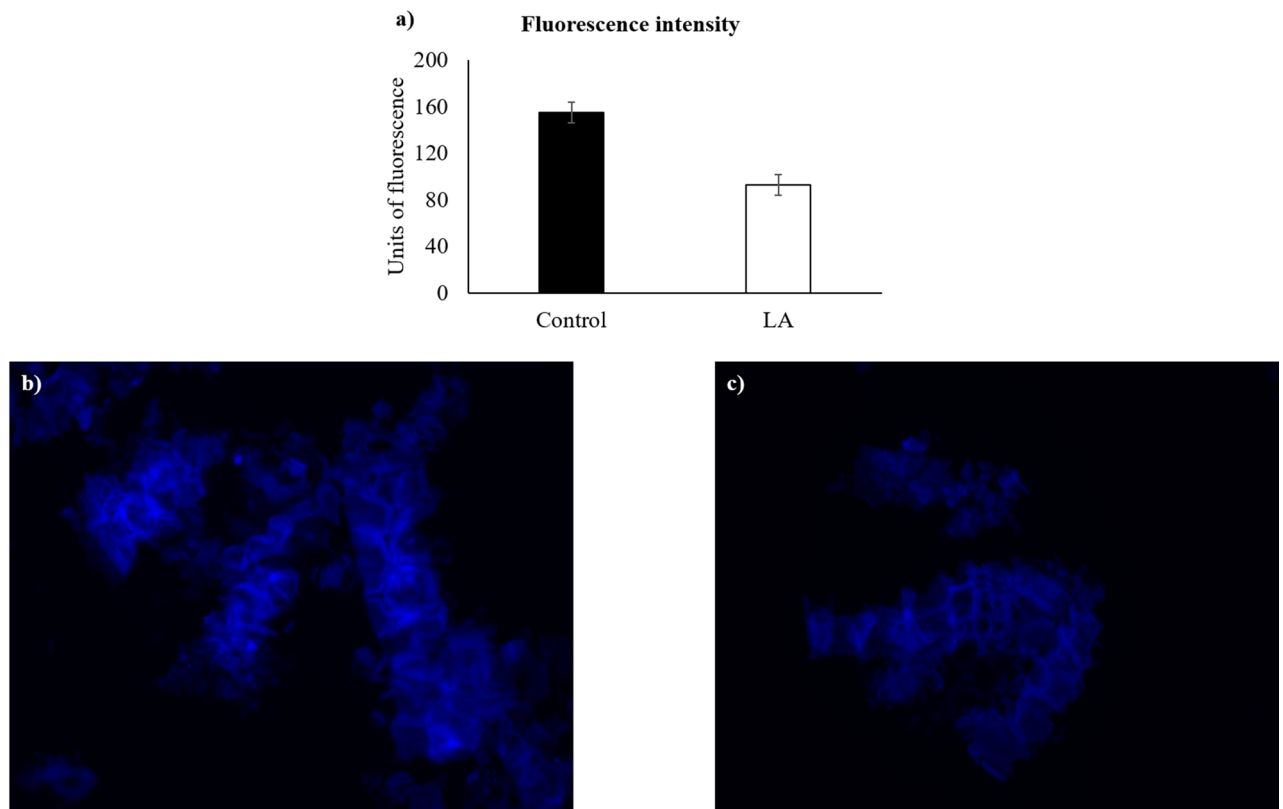 a)
Fluorescence intensity
Units of fluorescence
200
160
120
80
40
0
Control
LA
b)
c)